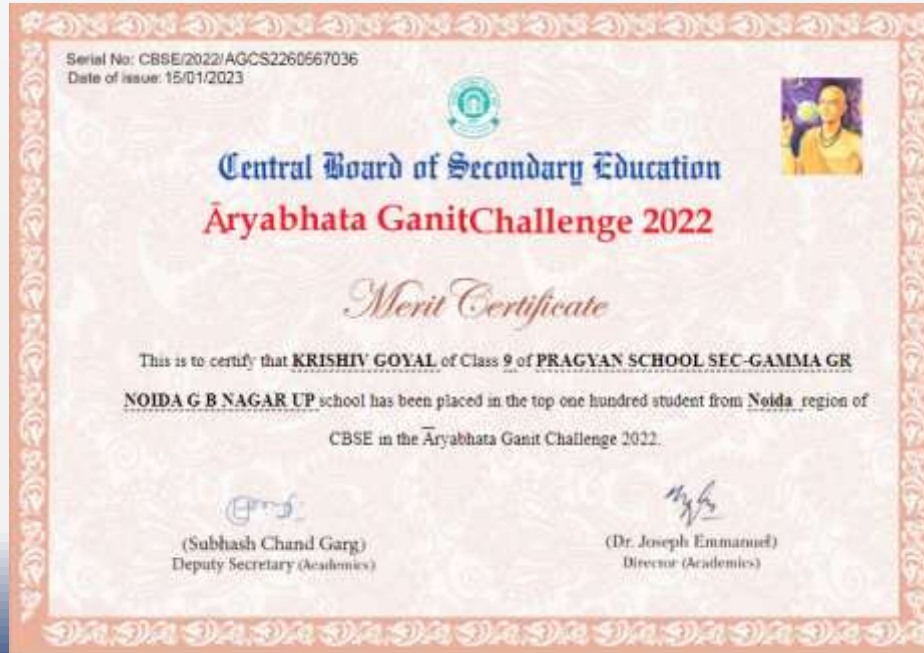 Serial No: CBSE/2022/AGCS2260567036
Date of issue: 15/01/2023
Central Board of Secondary Education
Āryabhata GanitChallenge 2022
Merit Certificate
This is to certify that KRISHIV GOYAL of Class 9 of PRAGYAN SCHOOL SEC-GAMMA GR
NOIDA G B NAGAR UP school has been placed in the top one hundred student from Noida region of
CBSE in the Āryabhata Ganit Challenge 2022.
(Subhash Chand Garg)
Deputy Secretary (Academics)
(Dr. Joseph Emmanuel)
Director (Academics)